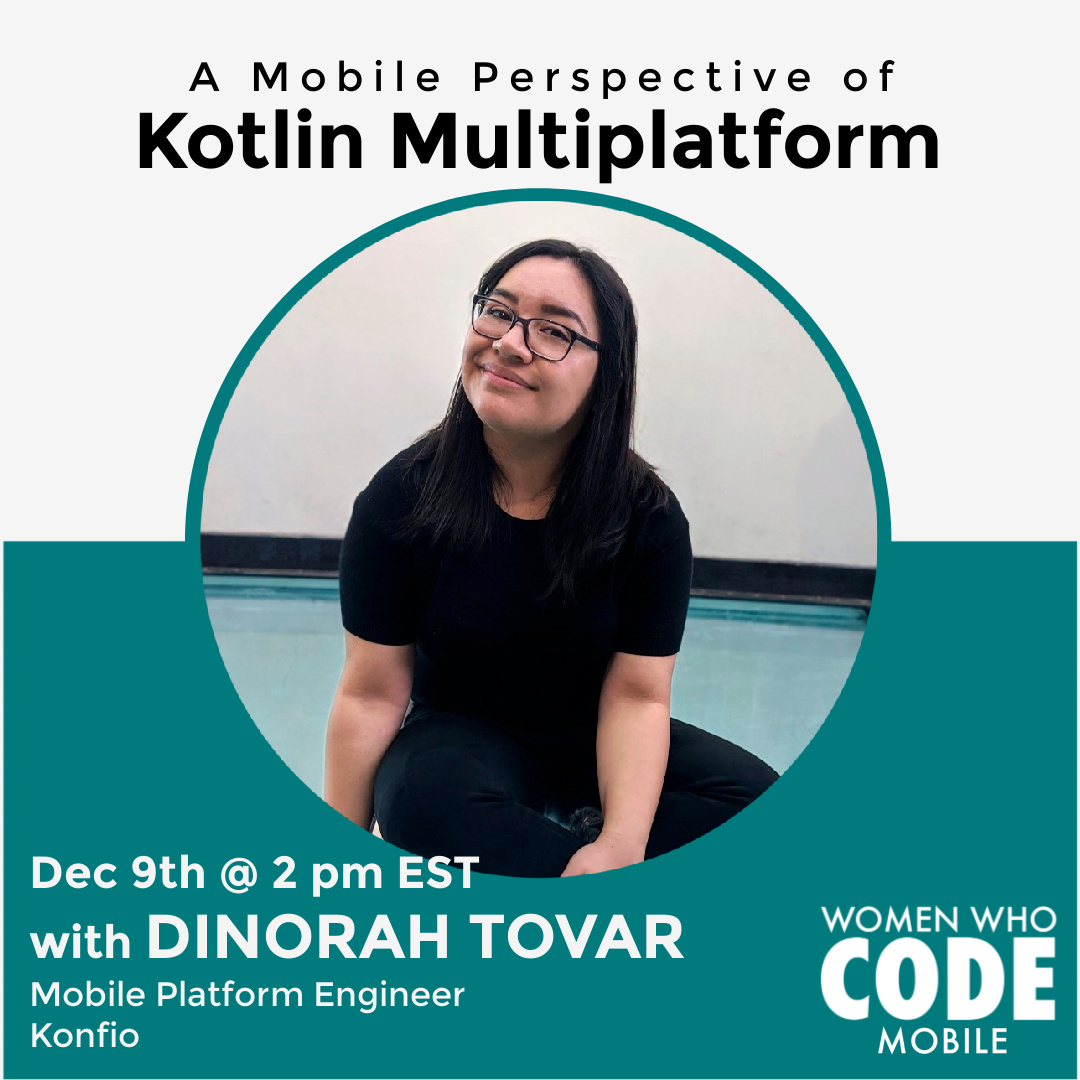 A Mobile Perspective of
Kotlin Multiplatform
Dec 9th @ 2 pm EST
with DINORAH TOVAR
Mobile Platform Engineer
Konfio
WOMEN WHO
CODE
MOBILE